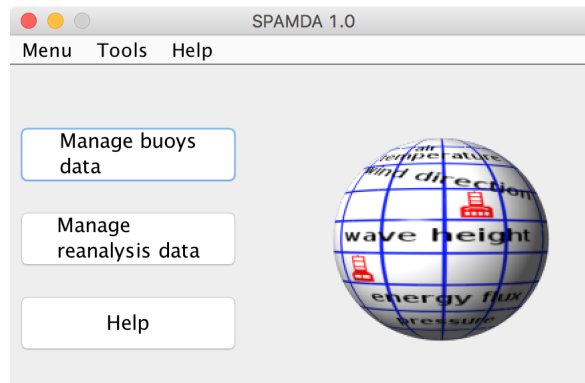 SPAMDA 1.0
Menu Tools Help
Manage buoys
data
Manage
reanalysis data
Help
air
temperature
wind direction
wave height
energy flux
pressure